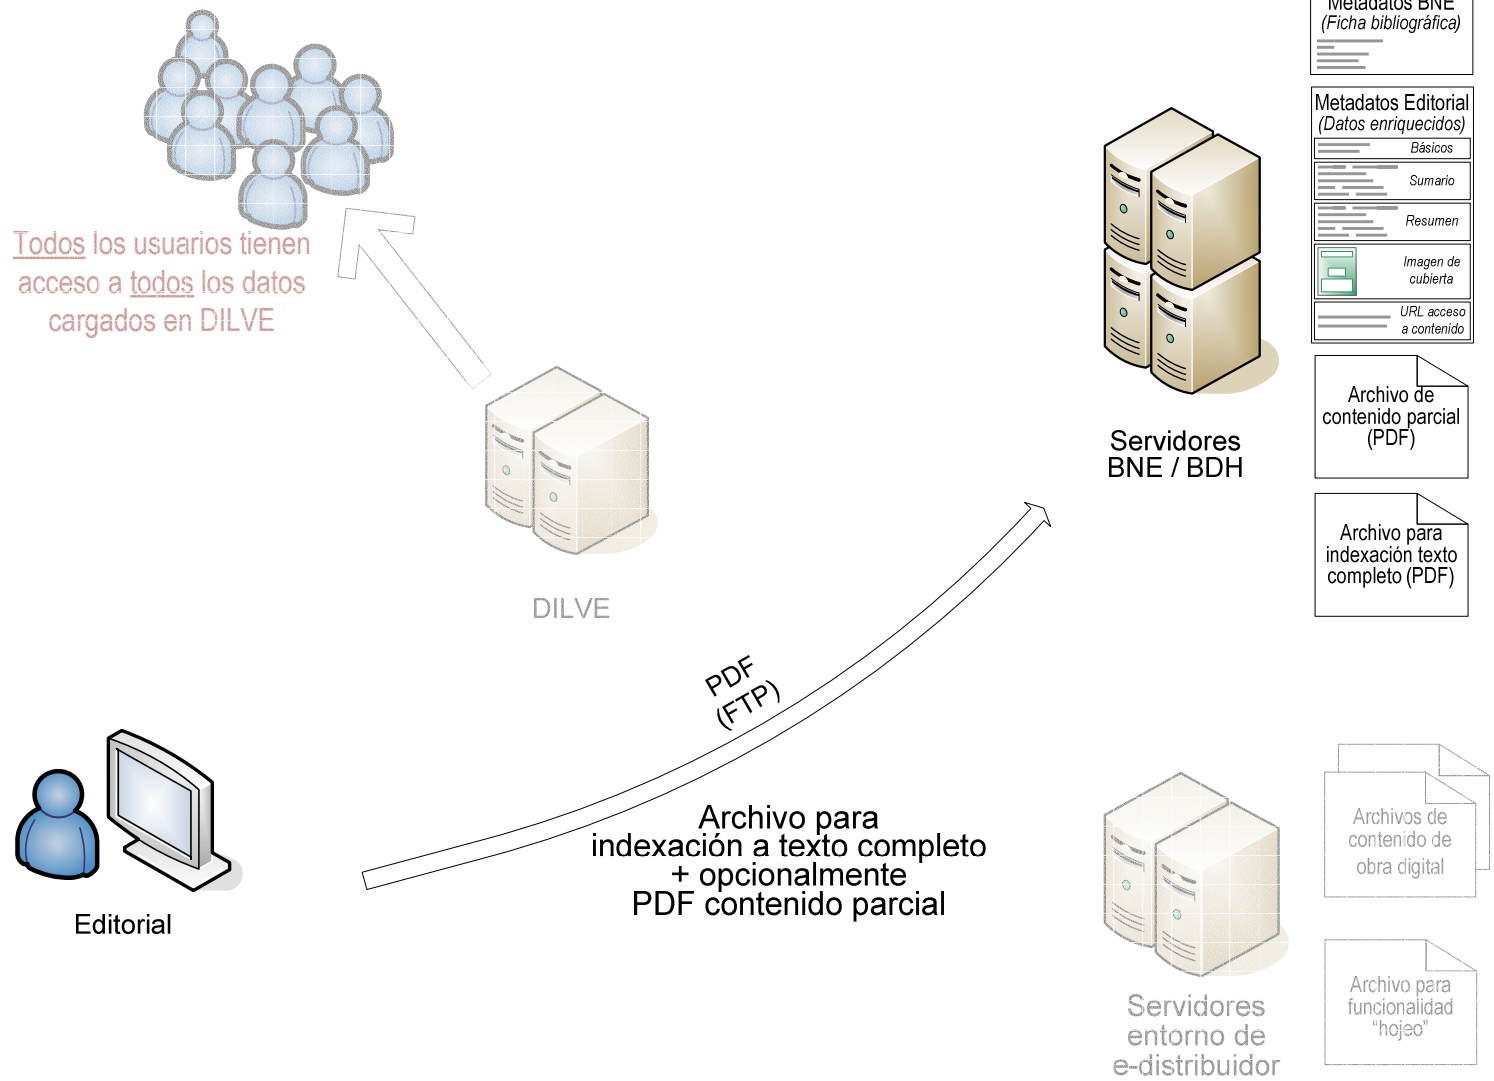 Todos los usuarios tienen
acceso a todos los datos
cargados en DILVE
DILVE
Editorial
PDF
(FTP)
Archivo para
indexación a texto completo
+ opcionalmente
PDF contenido parcial
Servidores
BNE / BDH
Metadatos BNE
(Ficha bibliográfica)
Metadatos Editorial
(Datos enriquecidos)
Básicos
Sumario
Resumen
Imagen de
cubierta
URL acceso
a contenido
Archivo de
contenido parcial
(PDF)
Archivo para
indexación texto
completo (PDF)
Servidores
entorno de
e-distribuidor
Archivos de
contenido de
obra digital
Archivo para
funcionalidad
“hojeo”